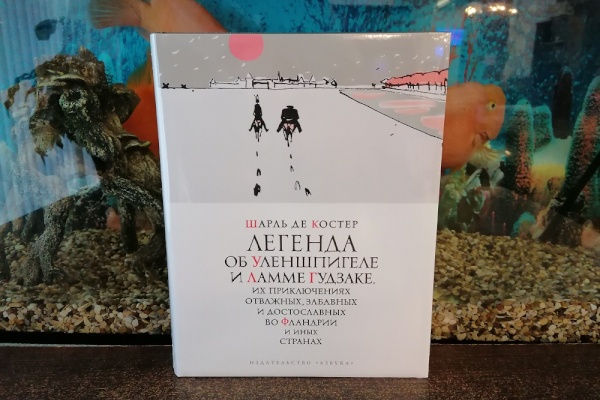 ШАРЛЬ ДЕ КОСТЕР
ЛЕГЕНДА
ОБ УЛЕНШПИГЕЛЕ
И ЛАММЕ ГУДЗАКЕ,
ИХ ПРИКЛЮЧЕНИЯХ
ОТВАЖНЫХ, ЗАБАВНЫХ
И ДОСТОСЛАВНЫХ
ВО ФЛАНДРИИ
И ИНЫХ
СТРАНАХ
ИЗДАТЕЛЬСТВО «АЗБУКА»